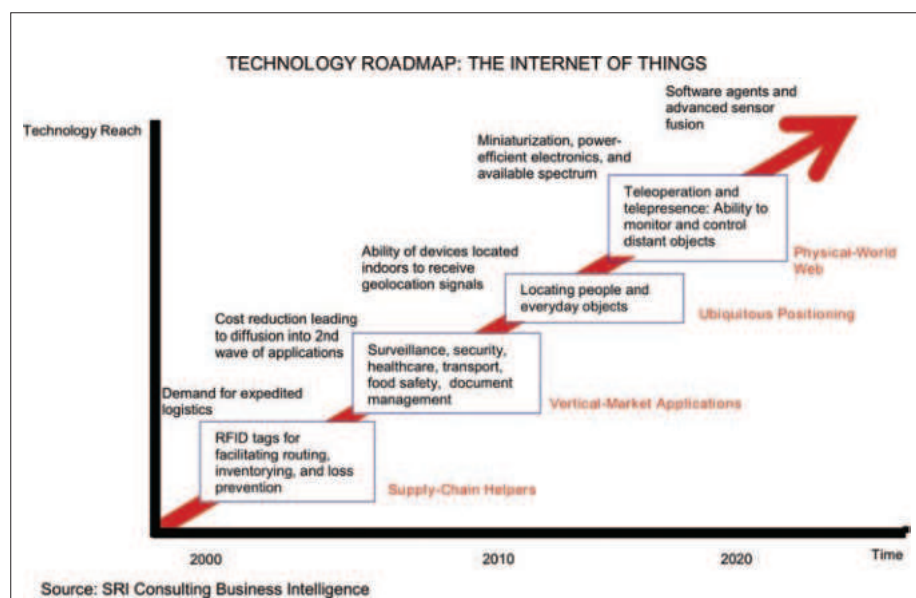 TECHNOLOGY ROADMAP: THE INTERNET OF THINGS
Technology Reach
Software agents and
advanced sensor
fusion
Miniaturization, power-
efficient electronics, and
available spectrum
Teleoperation and
telepresence: Ability to
monitor and control
distant objects
Physical-World
Web
Ability of devices located
indoors to receive
geolocation signals
Locating people and
everyday objects
Ubiquitous Positioning
Cost reduction leading
to diffusion into 2nd
wave of applications
Surveillance, security,
healthcare, transport,
food safety, document
management
Vertical-Market Applications
Demand for expedited
logistics
RFID tags for
facilitating routing,
inventorying, and loss
prevention
Supply-Chain Helpers
2000
2010
2020
Time
Source: SRI Consulting Business Intelligence